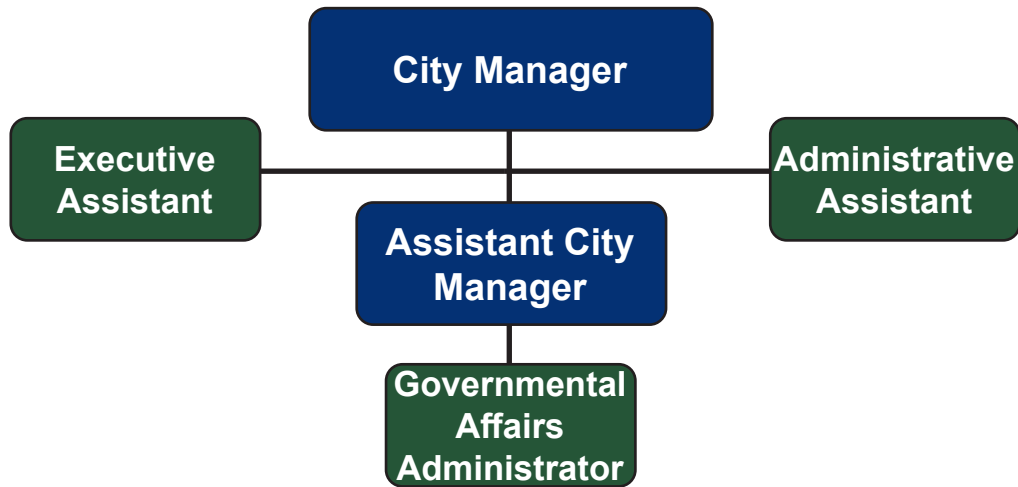 City Manager
Executive
Assistant
Administrative
Assistant
Assistant City
Manager
Governmental
Affairs
Administrator